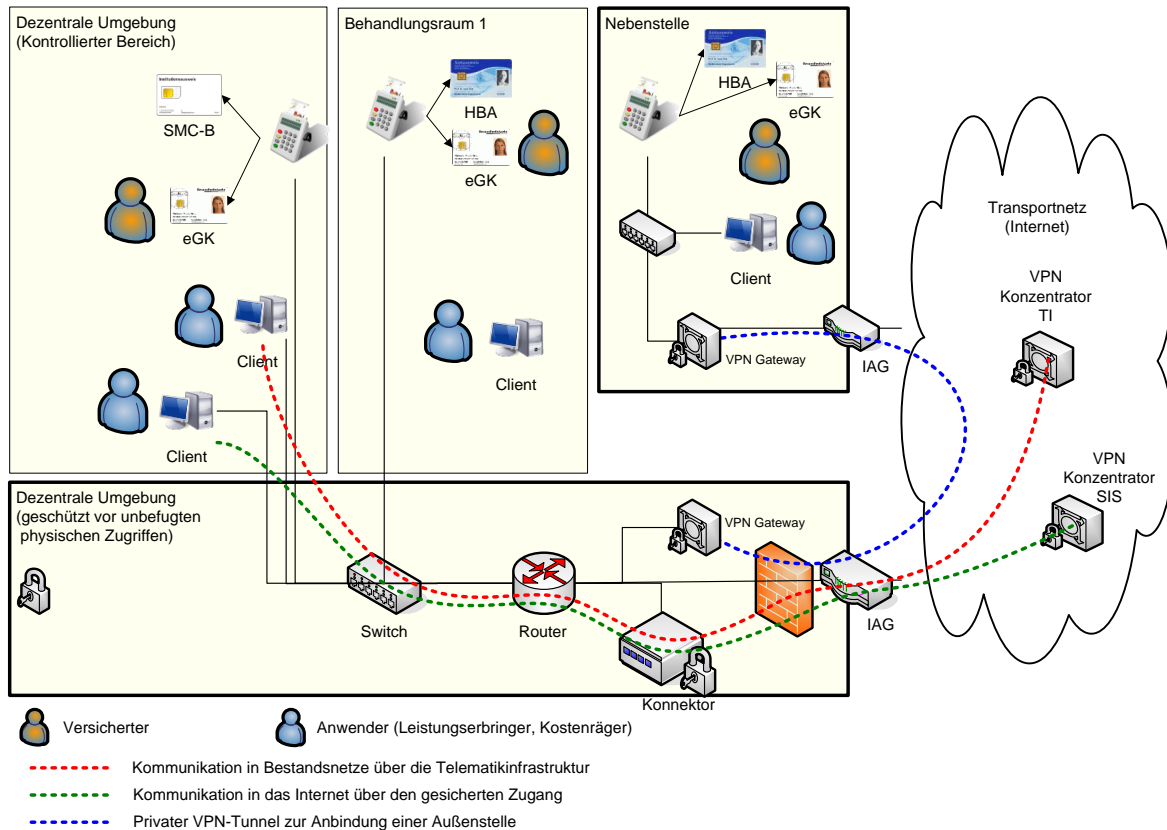 Dezentrale Umgebung
(Kontrollierter Bereich)
SMC-B
eGK
Client
Client
Behandlungsraum 1
HBA
eGK
Client
Nebenstelle
HBA
eGK
Client
VPN Gateway
IAG
Transportnetz
(Internet)
VPN
Konzentrator
TI
VPN
Konzentrator
SIS
Dezentrale Umgebung
(geschützt vor unbefugten
physischen Zugriffen)
VPN Gateway
Switch
Router
Konnektor
IAG
Versicherter
Anwender (Leistungserbringer, Kostenräger)
Kommunikation in Bestandsnetze über die Telematikinfrastruktur
Kommunikation in das Internet über den gesicherten Zugang
Privater VPN-Tunnel zur Anbindung einer Außenstelle